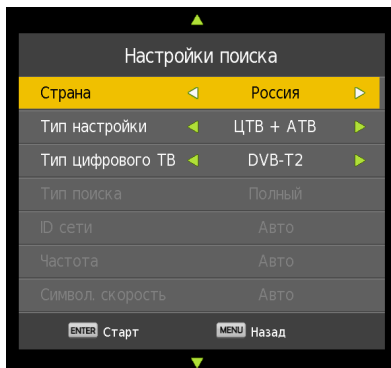 Настройки поиска
Страна Россия
Тип настройки ЦТВ + АТВ
Тип цифрового ТВ DVB-T2
Тип поиска Полный
ID сети Авто
Частота Авто
Символ. скорость Авто
ENTER Старт MENU Назад